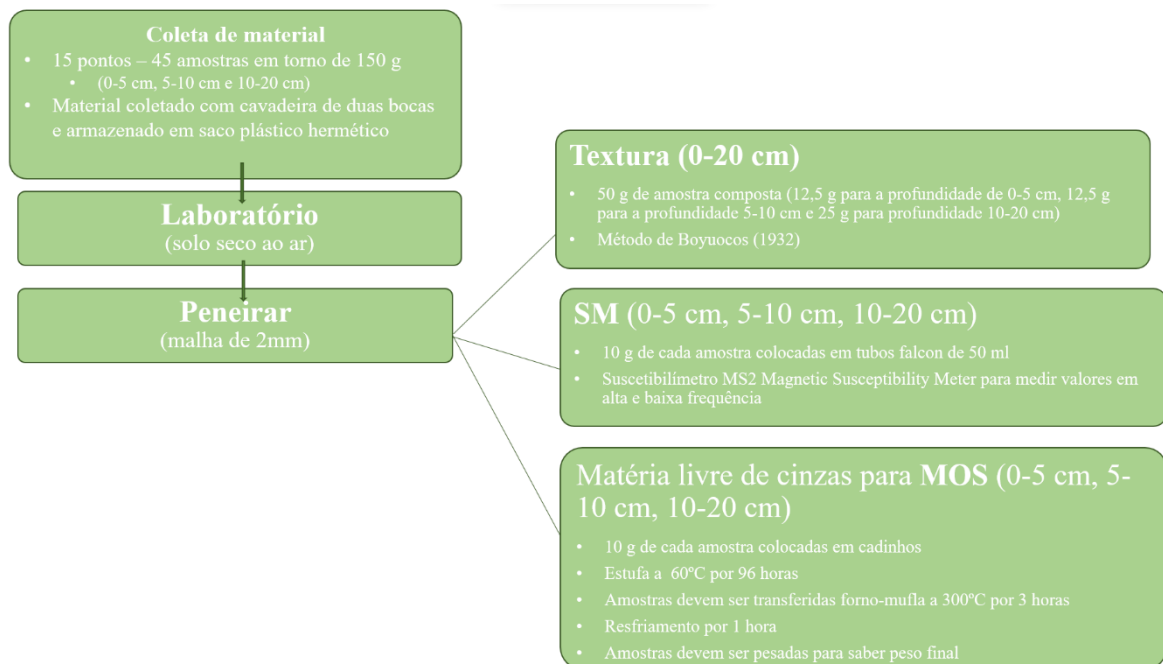 Coleta de material
• 15 pontos – 45 amostras em torno de 150 g
• (0-5 cm, 5-10 cm e 10-20 cm)
• Material coletado com cavadeira de duas bocas
e armazenado em saco plástico hermético
Laboratório
(solo seco ao ar)
Peneirar
(malha de 2mm)
Textura (0-20 cm)
• 50 g de amostra composta (12,5 g para a profundidade de 0-5 cm, 12,5 g
para a profundidade 5-10 cm e 25 g para profundidade 10-20 cm)
• Método de Boyuocos (1932)
SM (0-5 cm, 5-10 cm, 10-20 cm)
• 10 g de cada amostra colocadas em tubos falcon de 50 ml
• Suscetibilímetro MS2 Magnetic Susceptibility Meter para medir valores em
alta e baixa frequência
Matéria livre de cinzas para MOS (0-5 cm, 5-
10 cm, 10-20 cm)
• 10 g de cada amostra colocadas em cadinhos
• Estufa a 60ºC por 96 horas
• Amostras devem ser transferidas forno-mufla a 300ºC por 3 horas
• Resfriamento por 1 hora
• Amostras devem ser pesadas para saber peso final